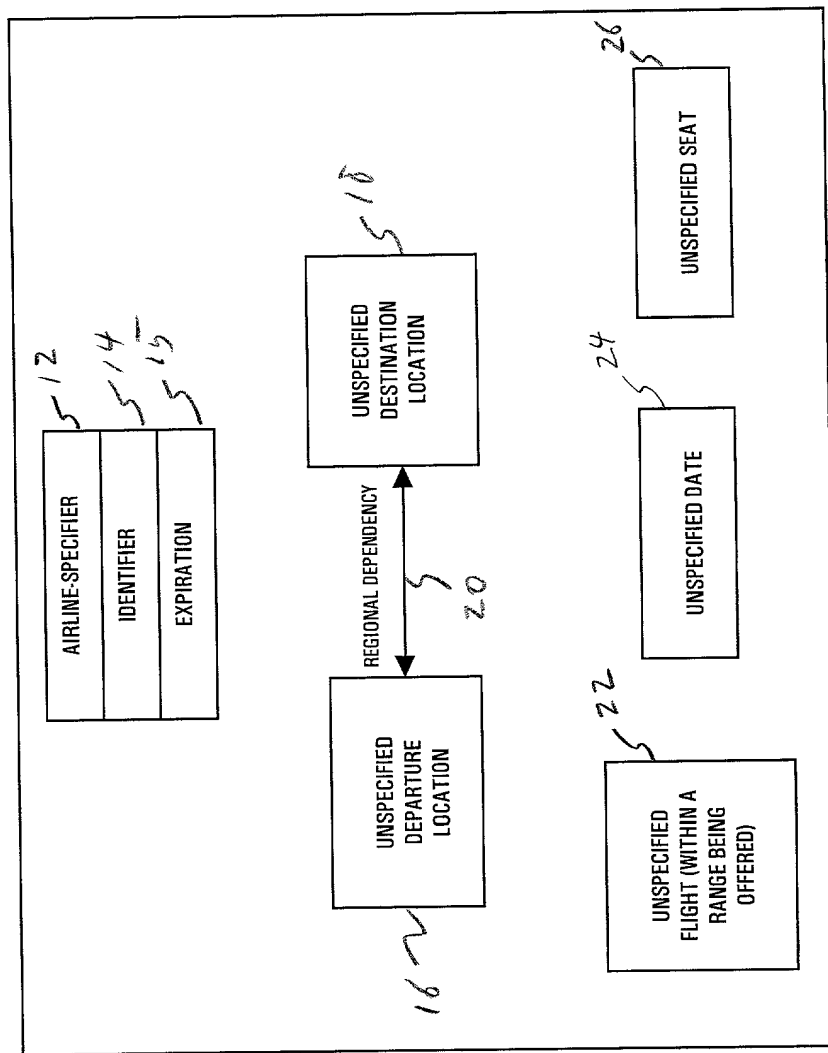 AIRLINE-SPECIFIER
12
IDENTIFIER
14
EXPIRATION
15
UNSPECIFIED
DEPARTURE
LOCATION
16
REGIONAL DEPENDENCY
20
UNSPECIFIED
DESTINATION
LOCATION
18
UNSPECIFIED
FLIGHT (WITHIN A
RANGE BEING
OFFERED)
22
UNSPECIFIED DATE
24
UNSPECIFIED SEAT
26